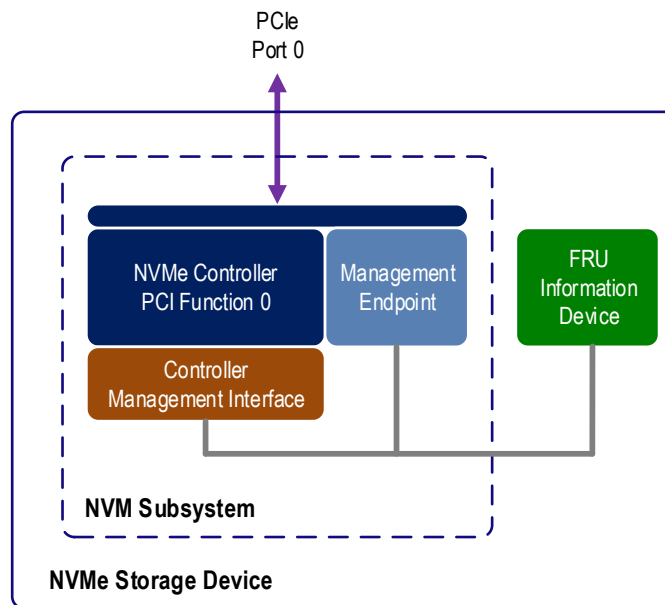 PCIe
Port 0
NVMe Controller
PCI Function 0
Management
Endpoint
FRU
Information
Device
Controller
Management Interface
NVM Subsystem
NVMe Storage Device